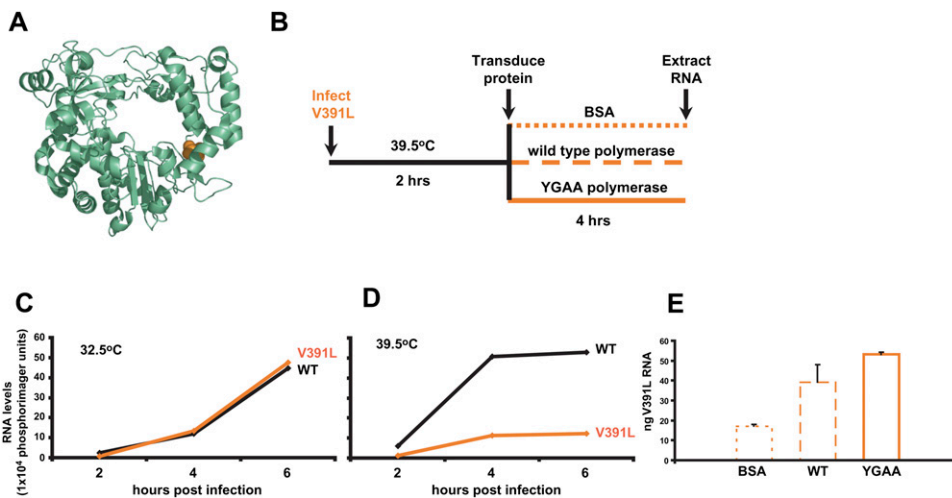 A
B
Transduce
protein
Extract
RNA
Infect
V391L
BSA
39.5ºC
wild type polymerase
2 hrs
YGAA polymerase
4 hrs
C
RNA levels
(1x10⁴ phosphorimager units)
60
50
40
30
20
10
0
32.5ºC
V391L
WT
2
4
6
hours post infection
D
39.5ºC
WT
V391L
2
4
6
hours post infection
E
ng V391L RNA
60
50
40
30
20
10
0
BSA
WT
YGAA